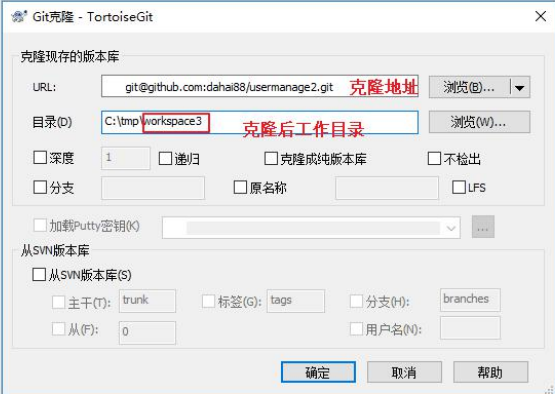 Git克隆 - TortoiseGit
克隆现存的版本库
URL: git@github.com:dahai88/usermanage2.git 克隆地址 浏览(B)...
目录(D) C:\tmp\workspace3 克隆后工作目录 浏览(W)...
深度 1 递归 克隆成纯版本库 不检出
分支 原名称 LFS
加载Putty密钥(K) ...
从SVN版本库
从SVN版本库(S)
主干(T): trunk 标签(G): tags 分支(H): branches
从(F): 0 用户名(N):
确定 取消 帮助